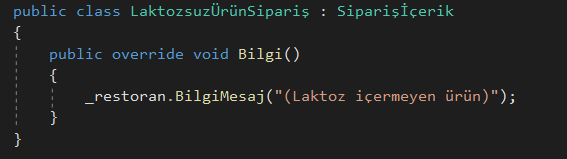 public class LaktozsuzÜrünSipariş : Siparişİçerik
{
public override void Bilgi()
{
_restoran.BilgiMesaj("(Laktoz içermeyen ürün)");
}
}